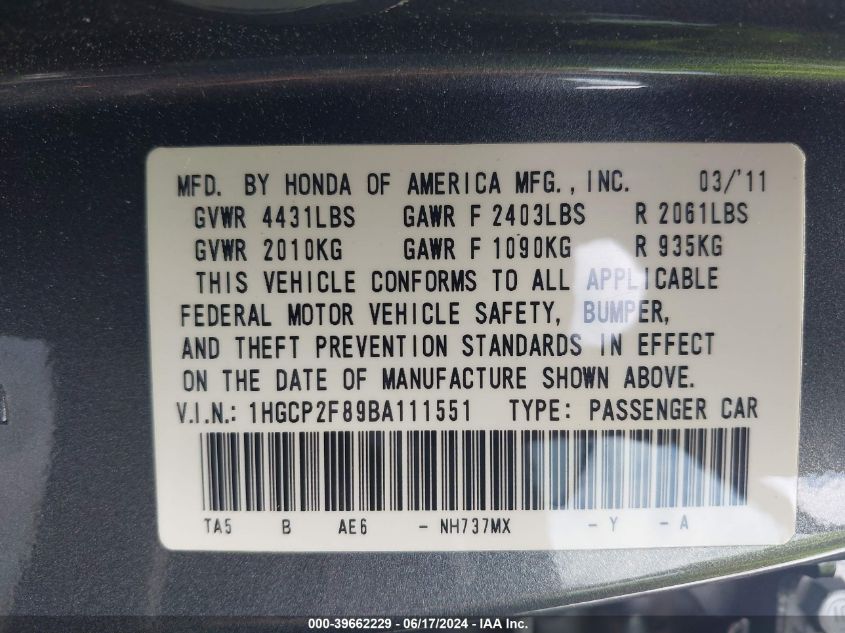 MFD. BY HONDA OF AMERICA MFG., INC. 03/'11
GVWR 4431LBS GAWR F 2403LBS R 2061LBS
GVWR 2010KG GAWR F 1090KG R 935KG
THIS VEHICLE CONFORMS TO ALL APPLICABLE
FEDERAL MOTOR VEHICLE SAFETY, BUMPER,
AND THEFT PREVENTION STANDARDS IN EFFECT
ON THE DATE OF MANUFACTURE SHOWN ABOVE.
V.I.N.: 1HGCP2F89BA111551 TYPE: PASSENGER CAR
TA5 B AE6 - NH737MX - Y - A
000-39662229 - 06/17/2024 - IAA Inc.